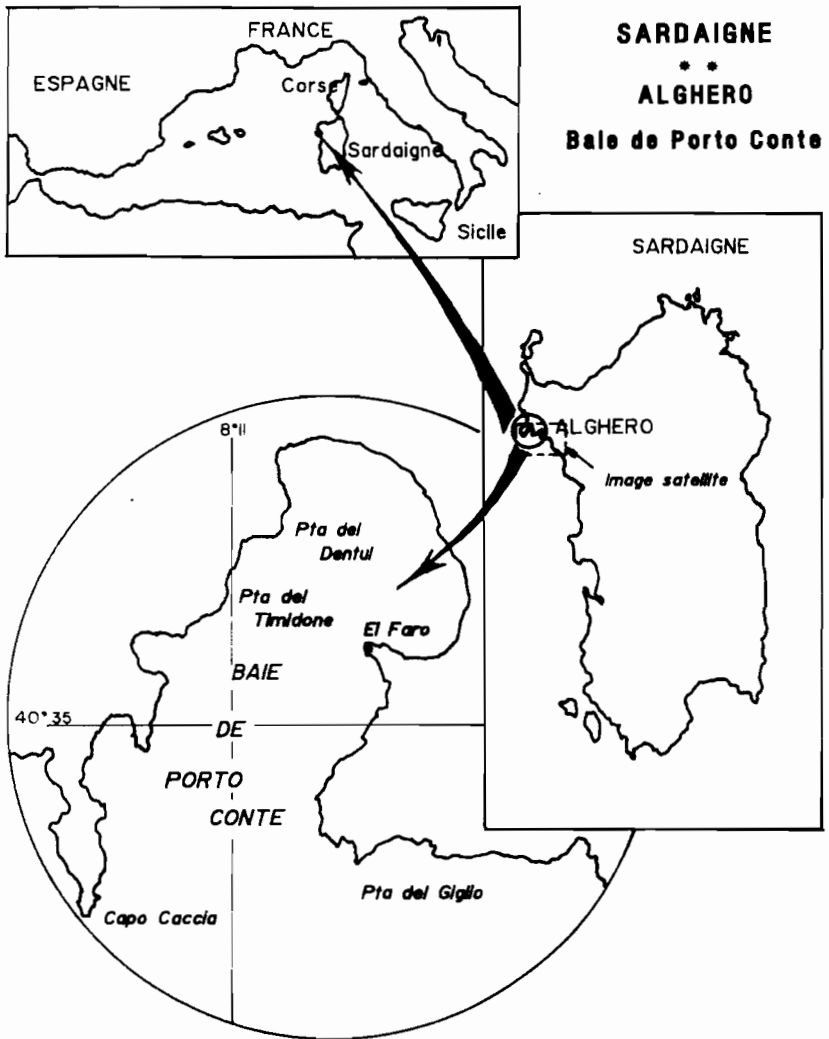 SARDAIGNE
* *
ALGHERO
Baie de Porto Conte
FRANCE
ESPAGNE
Corse
Sardaigne
Sicile
SARDAIGNE
ALGHERO
Image satellite
8°11
Pta del
Dentul
Pta del
Timidone
El Faro
BAIE
40°35
DE
PORTO
CONTE
Pta del Giglio
Capo Caccia